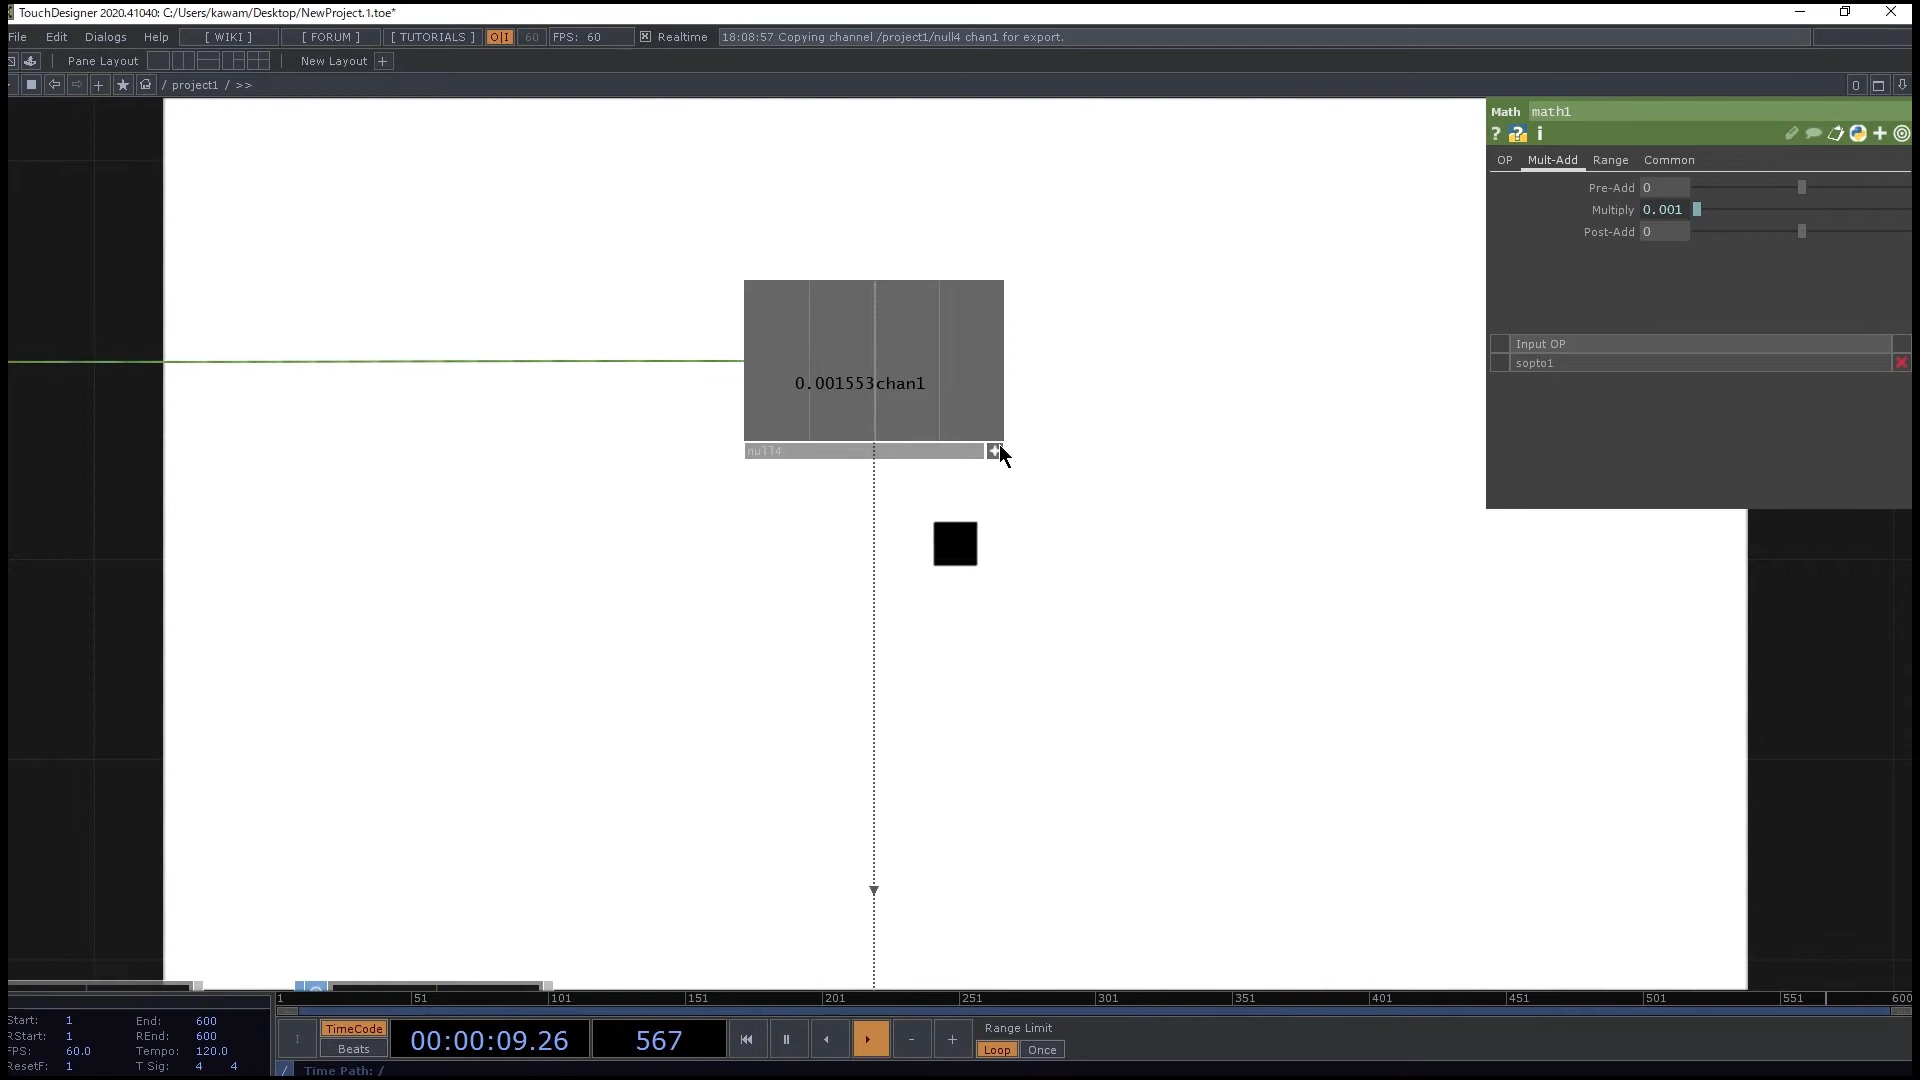 TouchDesigner 2020.41040: C:/Users/kawam/Desktop/NewProject.1.toe*
File Edit Dialogs Help [ WIKI ] [ FORUM ] [ TUTORIALS ] O|I 60 FPS: 60 Realtime 18:08:57 Copying channel /project1/null4 chan1 for export.
Pane Layout New Layout +
/ project1 / >> 0
Math math1
? ? i
OP Mult-Add Range Common
Pre-Add 0
Multiply 0.001
Post-Add 0
Input OP
sopto1
0.001553chan1
null4
1 51 101 151 201 251 301 351 401 451 501 551 600
Start: 1 End: 600
RStart: 1 REnd: 600
FPS: 60.0 Tempo: 120.0
ResetF: 1 T Sig: 4 4
TimeCode
Beats
00:00:09.26 567
- +
Range Limit
Loop Once
/ Time Path: /